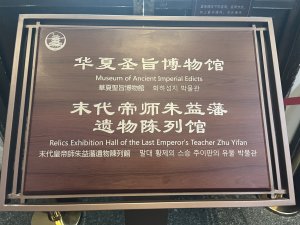 华夏圣旨博物馆
Museum of Ancient Imperial Edicts
華夏聖旨博物館 화하성지 박물관
末代帝师朱益藩
遗物陈列馆
Relics Exhibition Hall of the Last Emperor's Teacher Zhu Yifan
末代皇帝師朱益藩遺物陳列館 말대 황제의 스승 주이판의 유물 박물관